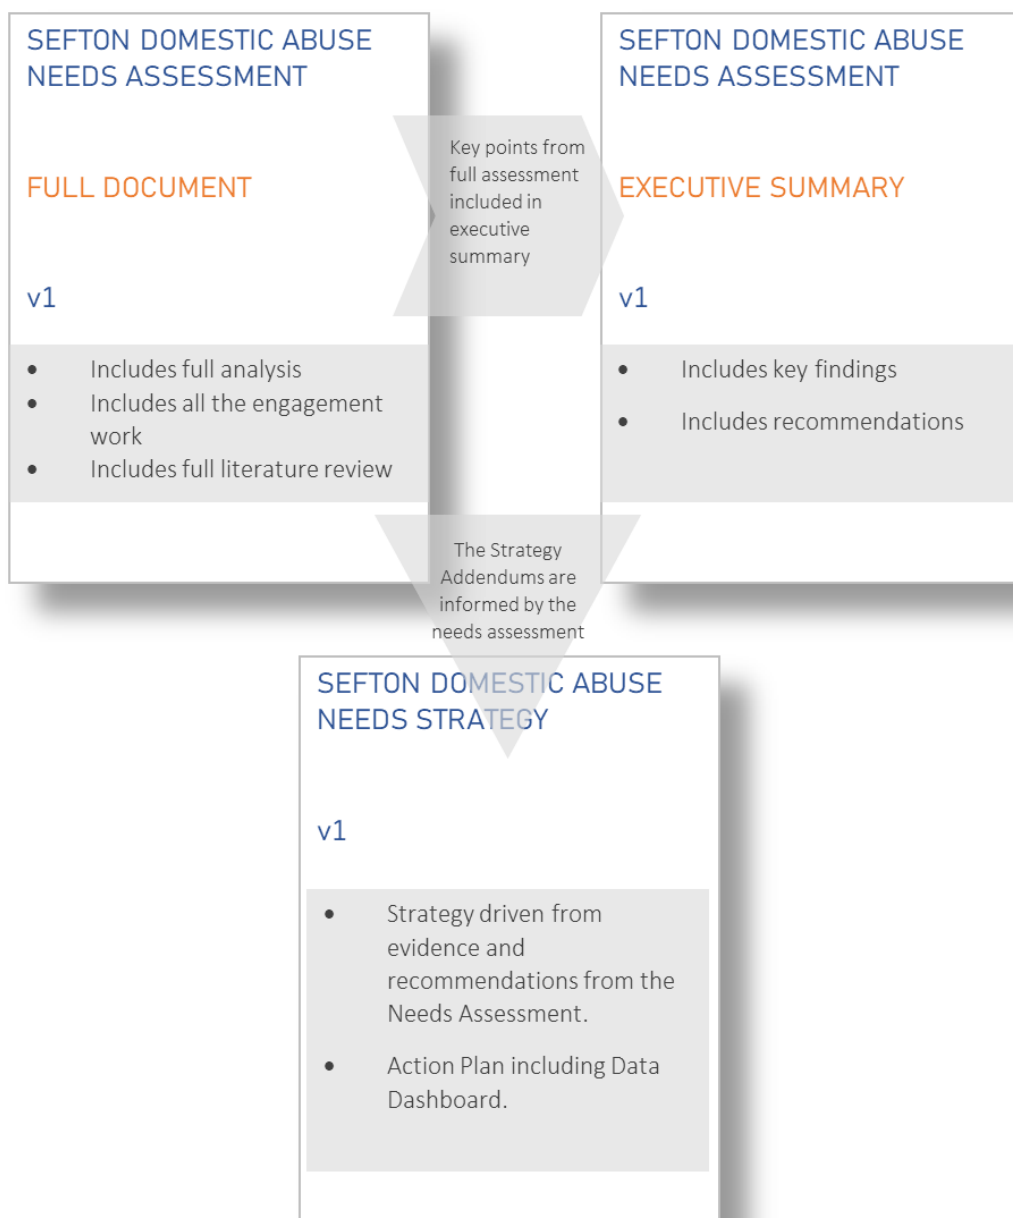 SEFTON DOMESTIC ABUSE
NEEDS ASSESSMENT
FULL DOCUMENT
v1
• Includes full analysis
• Includes all the engagement
work
• Includes full literature review
Key points from
full assessment
included in
executive
summary
SEFTON DOMESTIC ABUSE
NEEDS ASSESSMENT
EXECUTIVE SUMMARY
v1
• Includes key findings
• Includes recommendations
The Strategy
Addendums are
informed by the
needs assessment
SEFTON DOMESTIC ABUSE
NEEDS STRATEGY
v1
• Strategy driven from
evidence and
recommendations from the
Needs Assessment.
• Action Plan including Data
Dashboard.